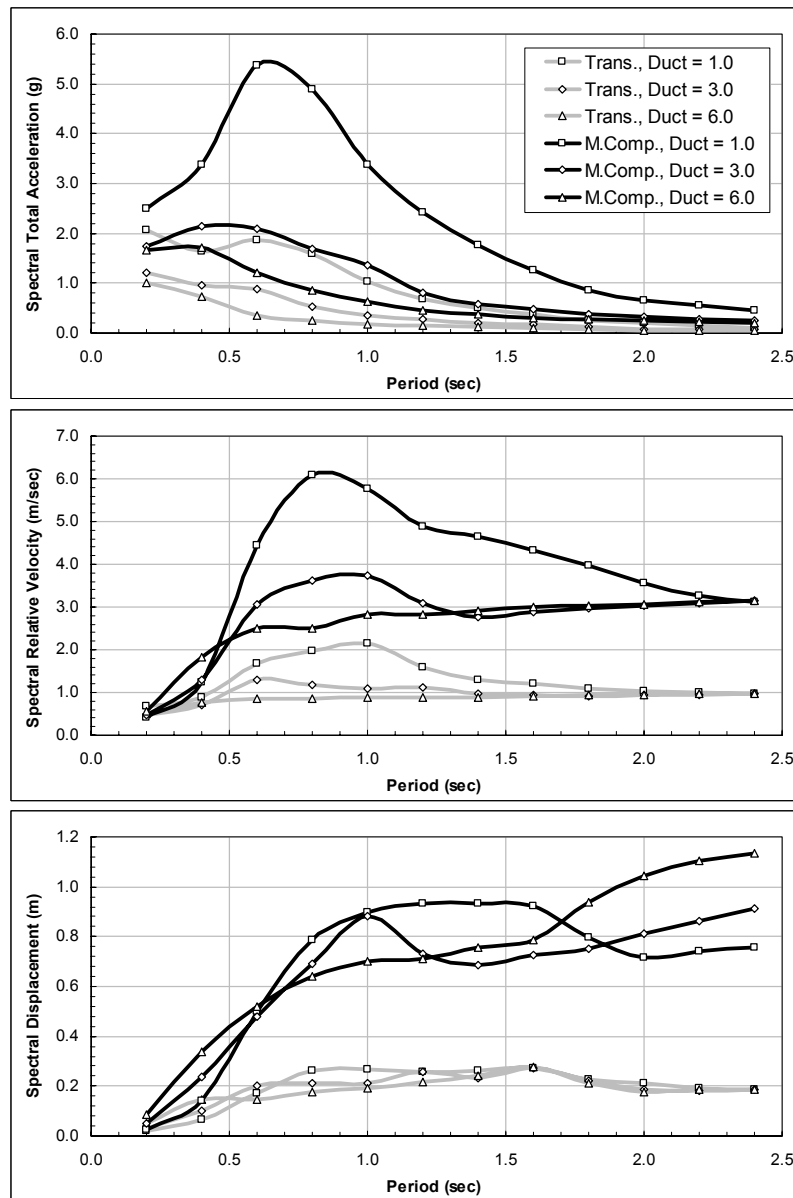 6.0
5.0
4.0
3.0
2.0
1.0
0.0
Spectral Total Acceleration (g)
Trans., Duct = 1.0
Trans., Duct = 3.0
Trans., Duct = 6.0
M.Comp., Duct = 1.0
M.Comp., Duct = 3.0
M.Comp., Duct = 6.0
0.0 0.5 1.0 1.5 2.0 2.5
Period (sec)
7.0
6.0
5.0
4.0
3.0
2.0
1.0
0.0
Spectral Relative Velocity (m/sec)
0.0 0.5 1.0 1.5 2.0 2.5
Period (sec)
1.2
1.0
0.8
0.6
0.4
0.2
0.0
Spectral Displacement (m)
0.0 0.5 1.0 1.5 2.0 2.5
Period (sec)